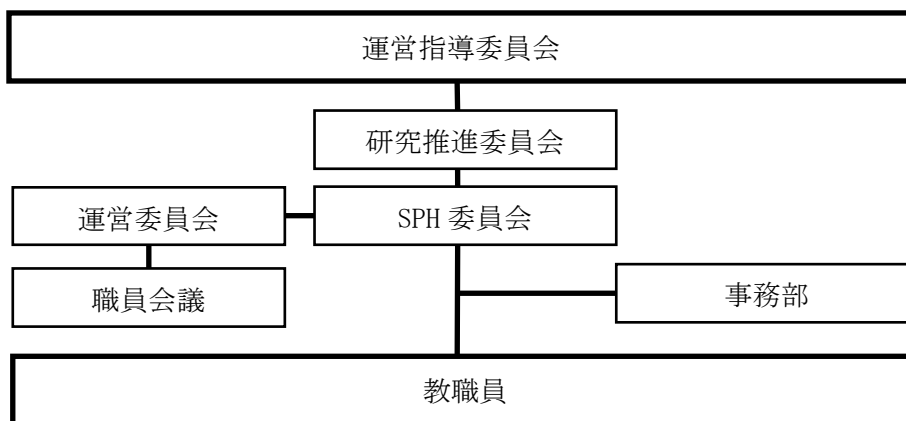 運営指導委員会
研究推進委員会
運営委員会
SPH 委員会
職員会議
事務部
教職員